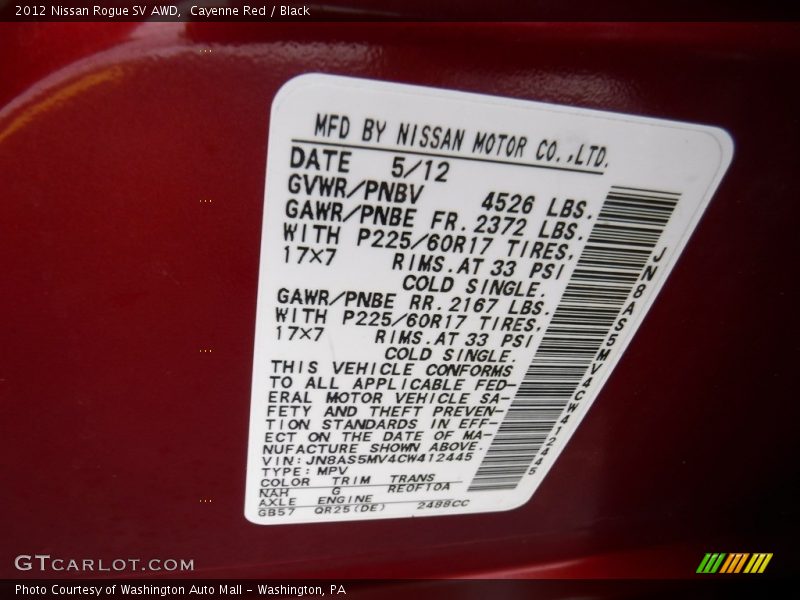 2012 Nissan Rogue SV AWD,  Cayenne Red / Black
MFD BY NISSAN MOTOR CO.,LTD.
DATE 5/12
GVWR/PNBV 4526 LBS.
GAWR/PNBE FR. 2372 LBS.
WITH P225/60R17 TIRES,
17×7 RIMS.AT 33 PSI
COLD SINGLE.
GAWR/PNBE RR. 2167 LBS.
WITH P225/60R17 TIRES,
17×7 RIMS.AT 33 PSI
COLD SINGLE.
THIS VEHICLE CONFORMS
TO ALL APPLICABLE FED-
ERAL MOTOR VEHICLE SA-
FETY AND THEFT PREVEN-
TION STANDARDS IN EFF-
ECT ON THE DATE OF MA-
NUFACTURE SHOWN ABOVE.
VIN:JN8AS5MV4CW412445
TYPE:MPV
COLOR TRIM TRANS
NAH G RE0F10A
AXLE ENGINE
GB57 QR25(DE) 2488CC
JN8AS5MV4CW412445
GTCARLOT.COM
Photo Courtesy of Washington Auto Mall - Washington, PA